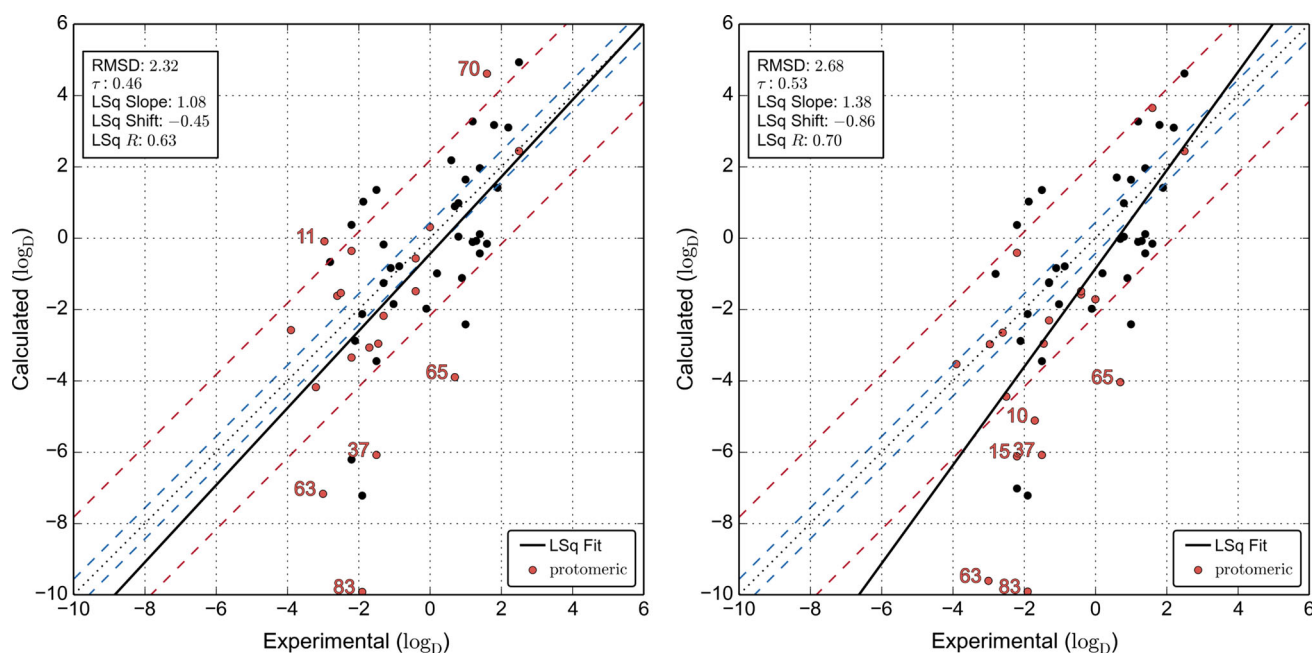 6
4
2
0
−2
−4
−6
−8
−10
Calculated (log_D)
RMSD: 2.32
τ : 0.46
LSq Slope: 1.08
LSq Shift: −0.45
LSq R: 0.63
70
11
65
37
63
83
LSq Fit
protomeric
−10 −8 −6 −4 −2 0 2 4 6
Experimental (log_D)
6
4
2
0
−2
−4
−6
−8
−10
Calculated (log_D)
RMSD: 2.68
τ : 0.53
LSq Slope: 1.38
LSq Shift: −0.86
LSq R: 0.70
65
10
15 37
63
83
LSq Fit
protomeric
−10 −8 −6 −4 −2 0 2 4 6
Experimental (log_D)